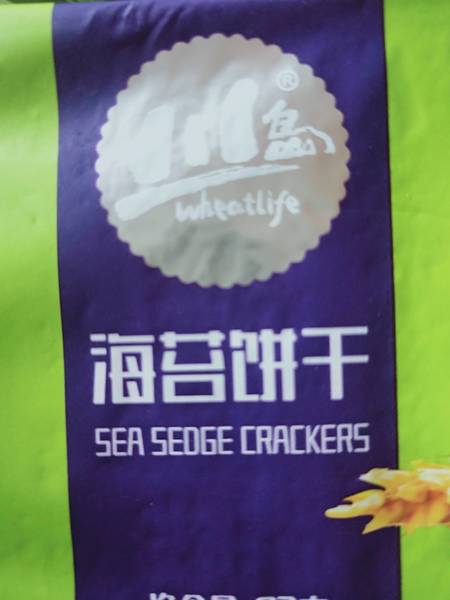 ®
wheatlife
海苔饼干
SEA SEDGE CRACKERS